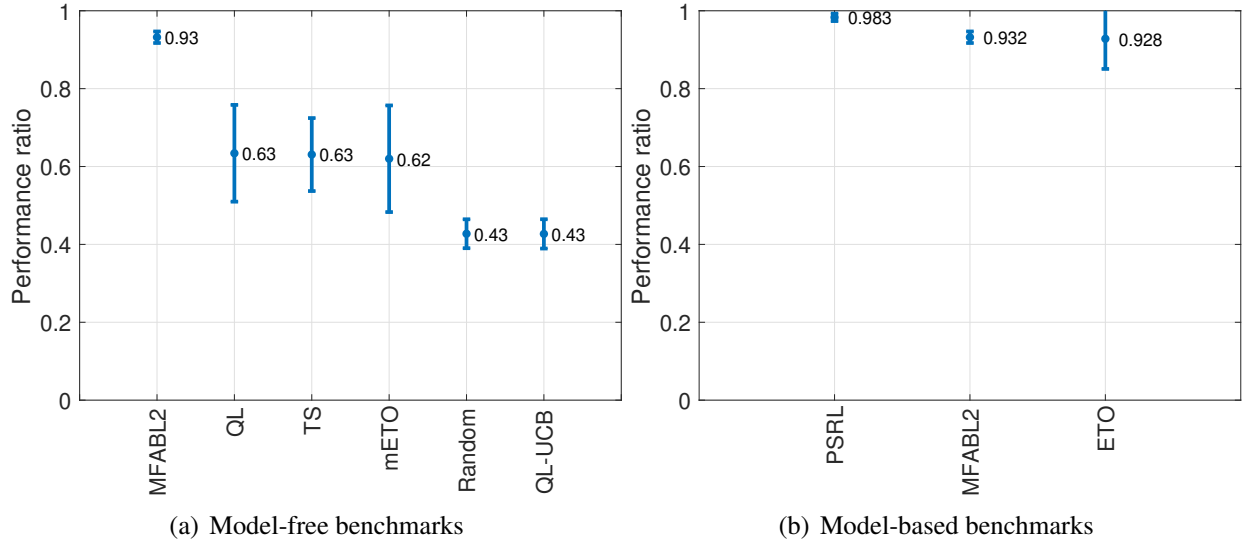 Performance ratio
1
0.8
0.6
0.4
0.2
0
0.93
0.63
0.63
0.62
0.43
0.43
MFABL2
QL
TS
mETO
Random
QL-UCB
(a) Model-free benchmarks
Performance ratio
1
0.8
0.6
0.4
0.2
0
0.983
0.932
0.928
PSRL
MFABL2
ETO
(b) Model-based benchmarks